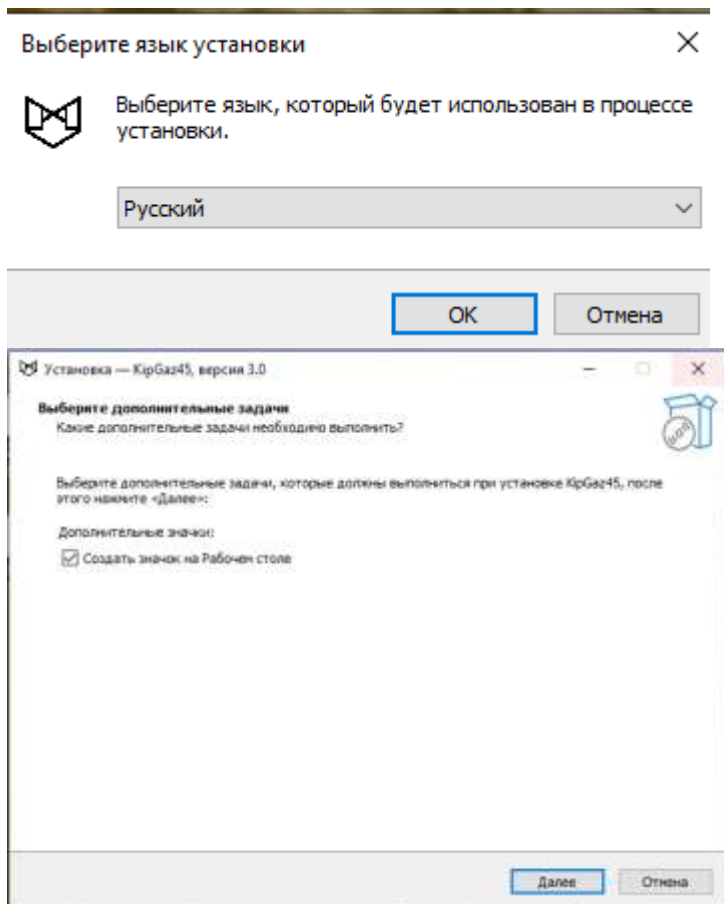 Выберите язык установки
Выберите язык, который будет использован в процессе
установки.
Русский
ОК
Отмена
Установка — KipGaz45, версия 3.0
Выберите дополнительные задачи
Какие дополнительные задачи необходимо выполнить?
Выберите дополнительные задачи, которые должны выполниться при установке KipGaz45, после
этого нажмите «Далее»:
Дополнительные значки:
Создать значок на Рабочем столе
Далее
Отмена